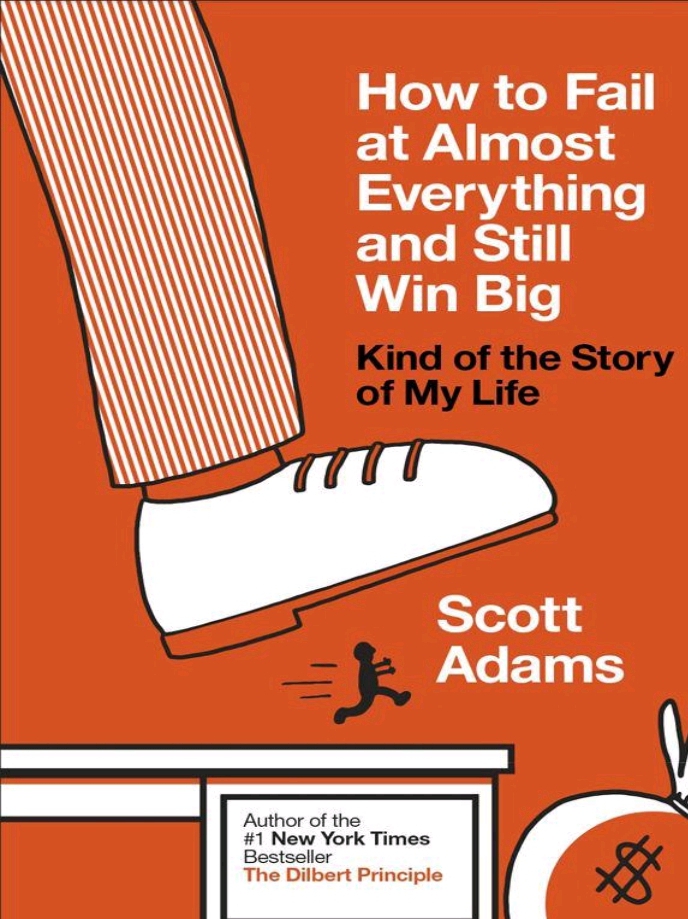 How to Fail
at Almost
Everything
and Still
Win Big
Kind of the Story
of My Life
Scott
Adams
Author of the
#1 New York Times
Bestseller
The Dilbert Principle
$